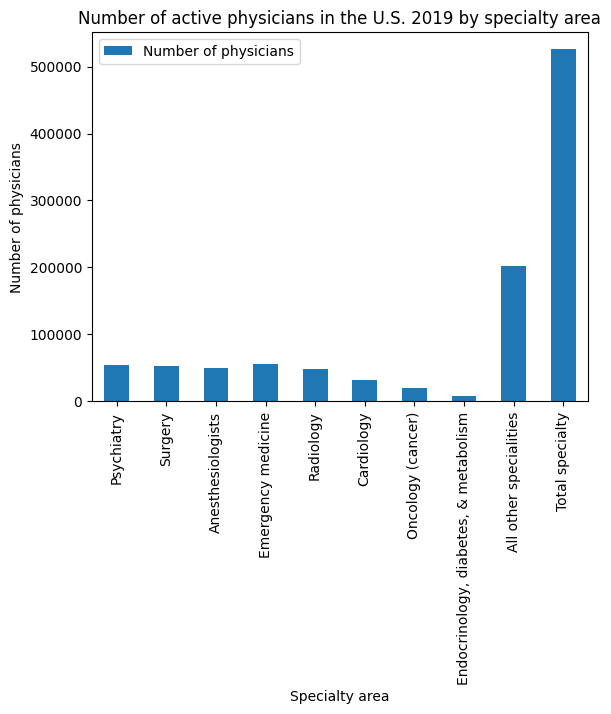 Number of active physicians in the U.S. 2019 by specialty area
Number of physicians
500000
400000
300000
200000
100000
0
Number of physicians
Psychiatry
Surgery
Anesthesiologists
Emergency medicine
Radiology
Cardiology
Oncology (cancer)
Endocrinology, diabetes, & metabolism
All other specialities
Total specialty
Specialty area